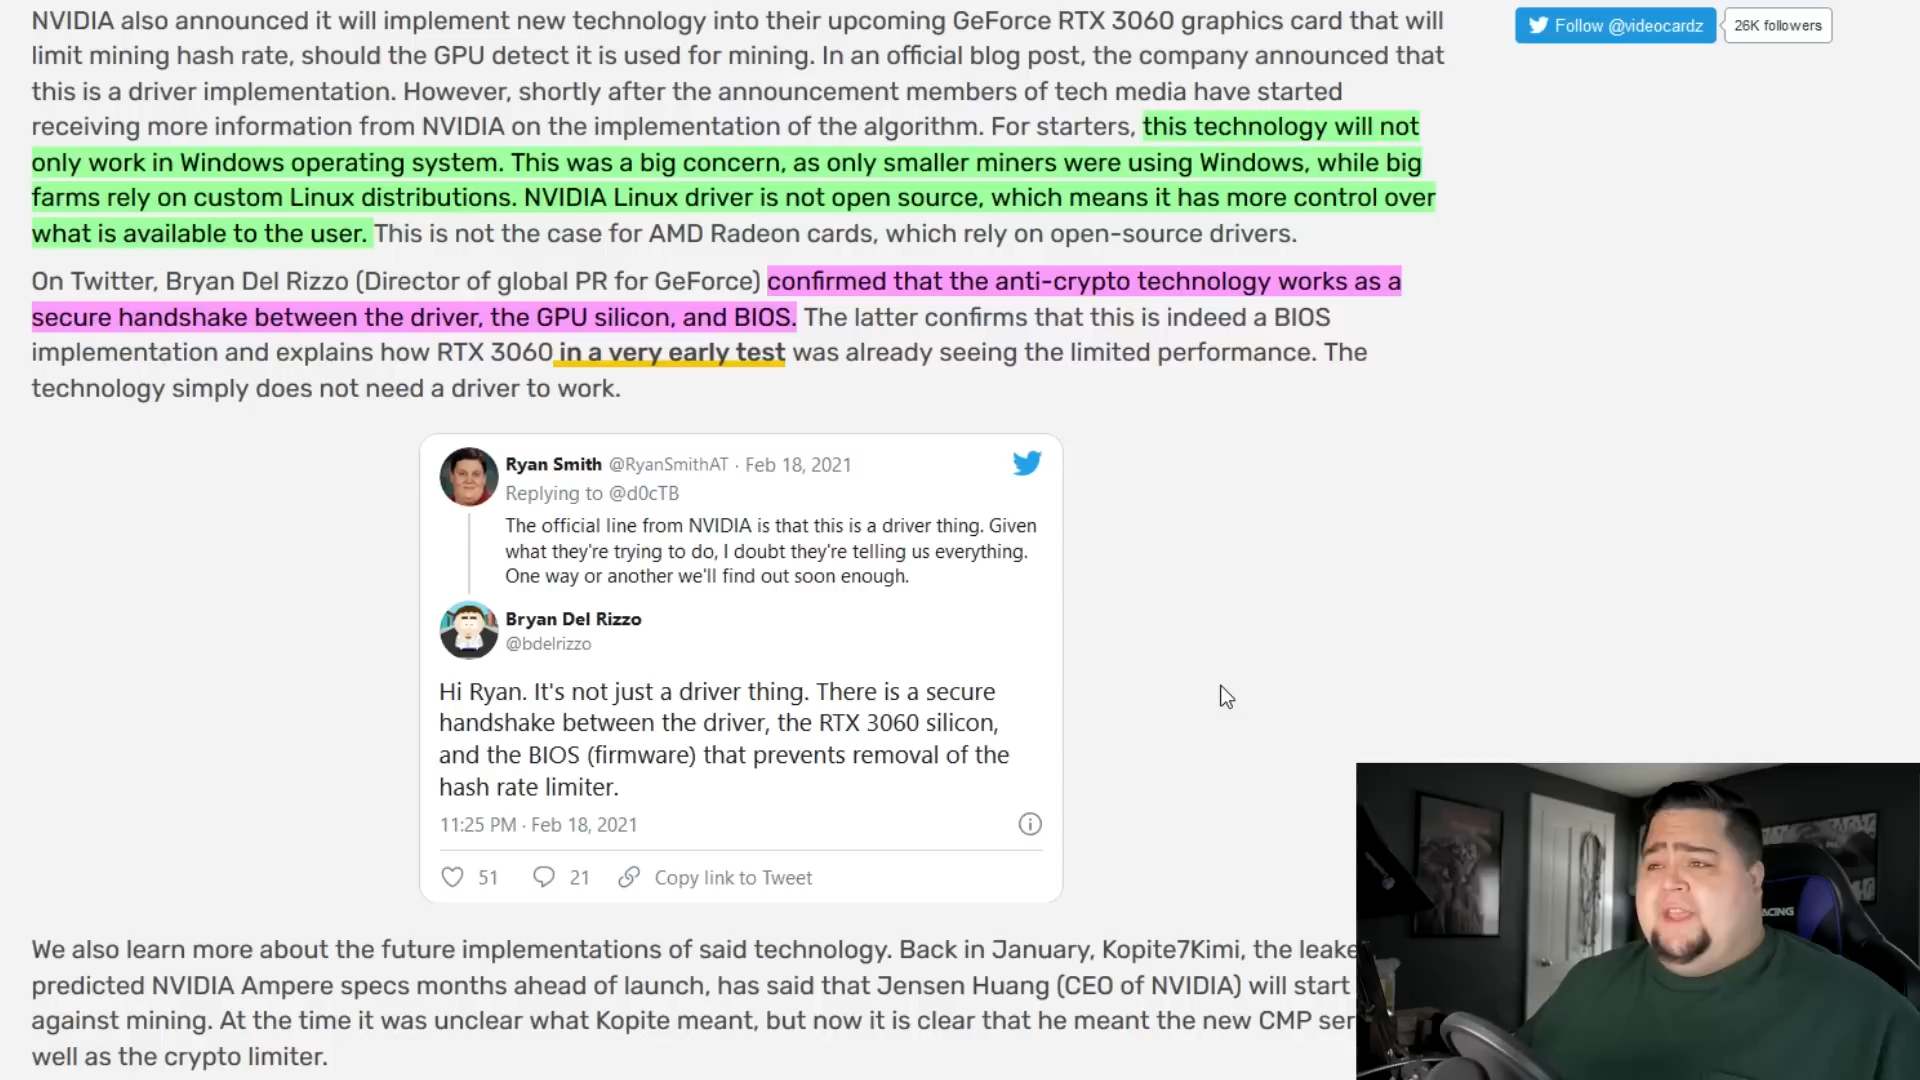 NVIDIA also announced it will implement new technology into their upcoming GeForce RTX 3060 graphics card that will
limit mining hash rate, should the GPU detect it is used for mining. In an official blog post, the company announced that
this is a driver implementation. However, shortly after the announcement members of tech media have started
receiving more information from NVIDIA on the implementation of the algorithm. For starters, this technology will not
only work in Windows operating system. This was a big concern, as only smaller miners were using Windows, while big
farms rely on custom Linux distributions. NVIDIA Linux driver is not open source, which means it has more control over
what is available to the user. This is not the case for AMD Radeon cards, which rely on open-source drivers.
Follow @videocardz
26K followers
On Twitter, Bryan Del Rizzo (Director of global PR for GeForce) confirmed that the anti-crypto technology works as a
secure handshake between the driver, the GPU silicon, and BIOS. The latter confirms that this is indeed a BIOS
implementation and explains how RTX 3060 in a very early test was already seeing the limited performance. The
technology simply does not need a driver to work.
Ryan Smith @RyanSmithAT · Feb 18, 2021
Replying to @d0cTB
The official line from NVIDIA is that this is a driver thing. Given
what they're trying to do, I doubt they're telling us everything.
One way or another we'll find out soon enough.
Bryan Del Rizzo
@bdelrizzo
Hi Ryan. It's not just a driver thing. There is a secure
handshake between the driver, the RTX 3060 silicon,
and the BIOS (firmware) that prevents removal of the
hash rate limiter.
11:25 PM · Feb 18, 2021
51 21 Copy link to Tweet
We also learn more about the future implementations of said technology. Back in January, Kopite7Kimi, the leake
predicted NVIDIA Ampere specs months ahead of launch, has said that Jensen Huang (CEO of NVIDIA) will start
against mining. At the time it was unclear what Kopite meant, but now it is clear that he meant the new CMP ser
well as the crypto limiter.
ACING